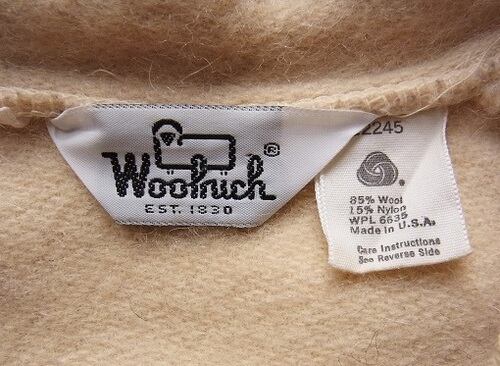 Woolrich®
EST. 1830
2245
85% Wool
15% Nylon
WPL 6635
Made in U.S.A.
Care Instructions
See Reverse Side